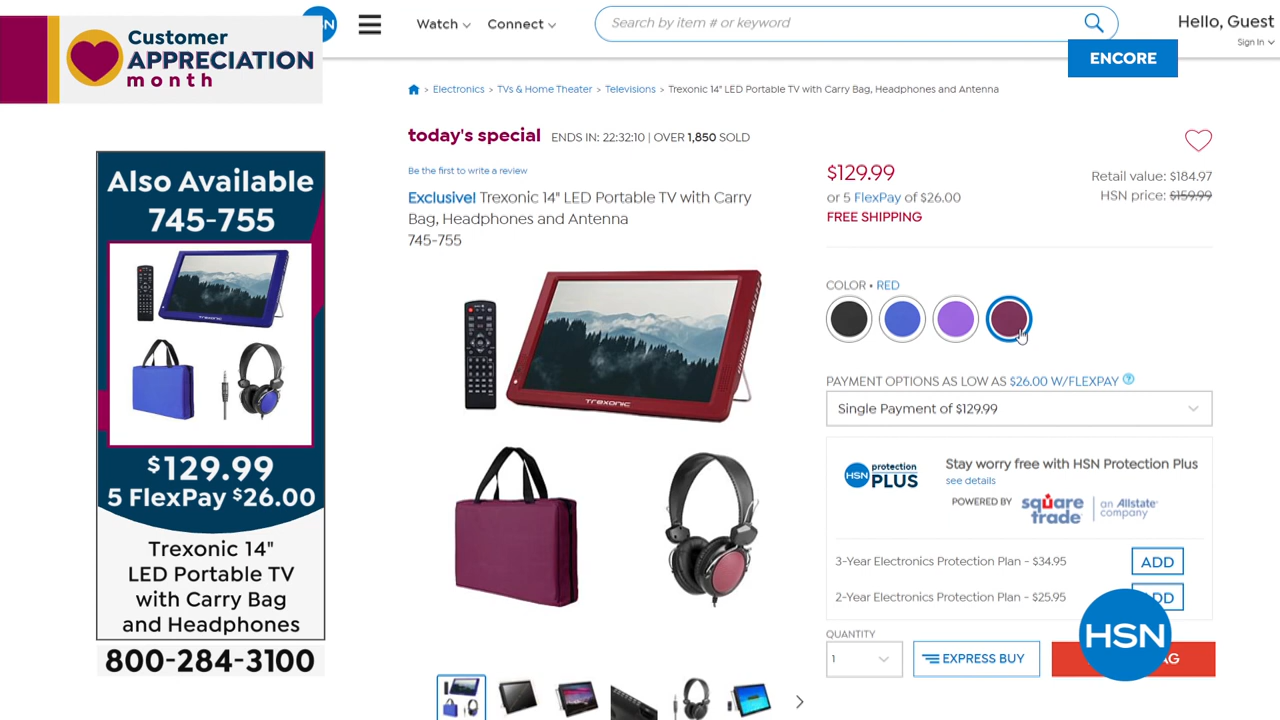 Customer
APPRECIATION
month
Also Available
745-755
TREXONIC
$129.99
5 FlexPay $26.00
Trexonic 14"
LED Portable TV
with Carry Bag
and Headphones
800-284-3100
Watch
Connect
Search by item # or keyword
Hello, Guest
Sign In
ENCORE
> Electronics > TVs & Home Theater > Televisions > Trexonic 14" LED Portable TV with Carry Bag, Headphones and Antenna
today's special ENDS IN: 22:32:10 | OVER 1,850 SOLD
Be the first to write a review
Exclusive! Trexonic 14" LED Portable TV with Carry
Bag, Headphones and Antenna
745-755
TREXONIC
$129.99
or 5 FlexPay of $26.00
FREE SHIPPING
Retail value: $184.97
HSN price: $159.99
COLOR • RED
PAYMENT OPTIONS AS LOW AS $26.00 W/FLEXPAY ?
Single Payment of $129.99
HSN protection PLUS
Stay worry free with HSN Protection Plus
see details
POWERED BY square trade | an Allstate company
3-Year Electronics Protection Plan - $34.95 ADD
2-Year Electronics Protection Plan - $25.95
QUANTITY
1
EXPRESS BUY
HSN